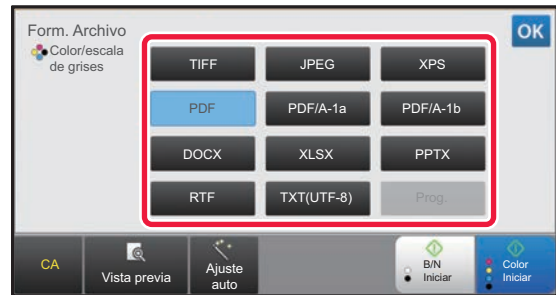 Form. Archivo
OK
Color/escala
de grises
TIFF
JPEG
XPS
PDF
PDF/A-1a
PDF/A-1b
DOCX
XLSX
PPTX
RTF
TXT(UTF-8)
Prog.
CA
Vista previa
Ajuste
auto
B/N
Iniciar
Color
Iniciar